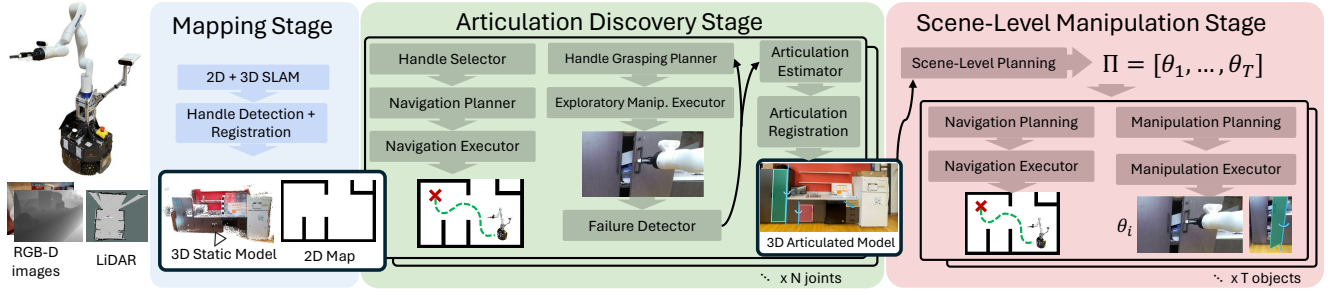 RGB-D
images
LiDAR
Mapping Stage
2D + 3D SLAM
Handle Detection +
Registration
3D Static Model
2D Map
Articulation Discovery Stage
Handle Selector
Navigation Planner
Navigation Executor
Handle Grasping Planner
Exploratory Manip. Executor
Failure Detector
Articulation
Estimator
Articulation
Registration
3D Articulated Model
⋱ x N joints
Scene-Level Manipulation Stage
Scene-Level Planning
Π = [θ₁, … , θ_T]
Navigation Planning
Navigation Executor
Manipulation Planning
Manipulation Executor
θᵢ
⋱ x T objects